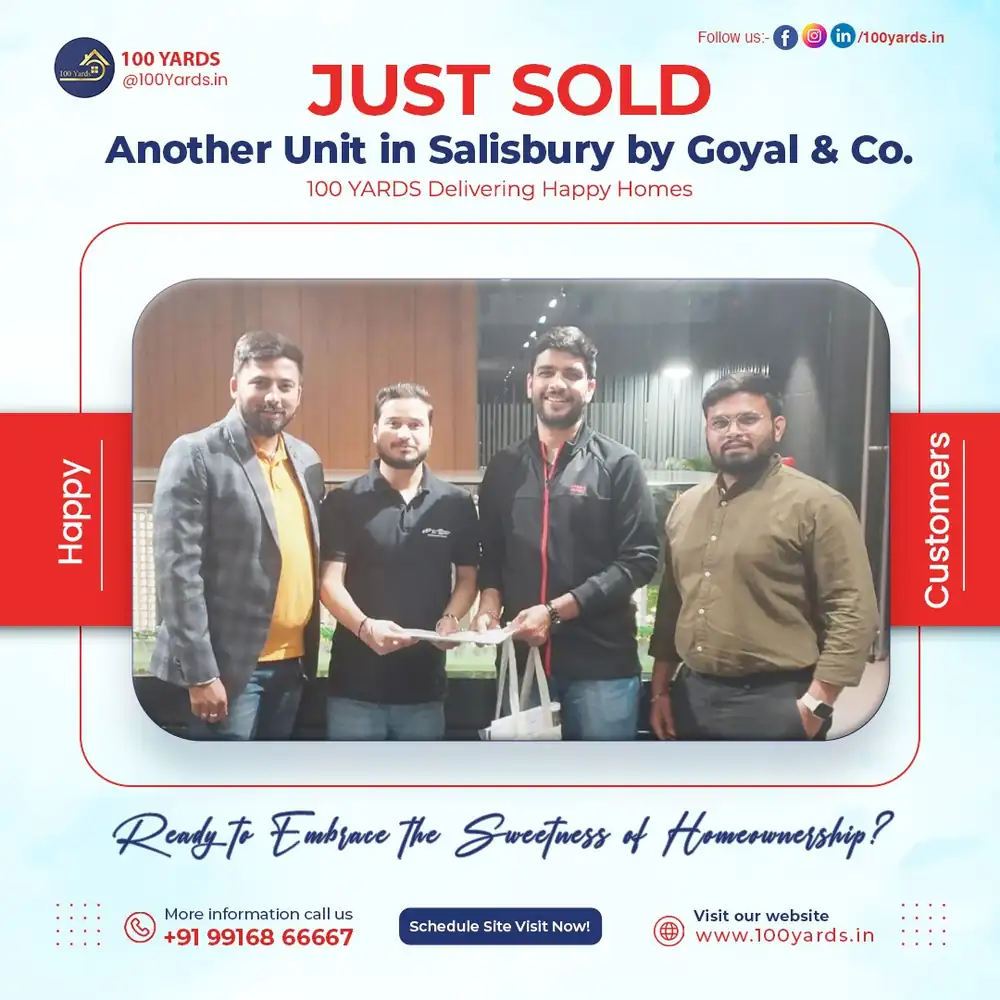 100 Yards
100 YARDS
@100Yards.in
Follow us:- /100yards.in
JUST SOLD
Another Unit in Salisbury by Goyal & Co.
100 YARDS Delivering Happy Homes
Happy
Customers
Ready to Embrace the Sweetness of Homeownership?
More information call us
+91 99168 66667
Schedule Site Visit Now!
Visit our website
www.100yards.in